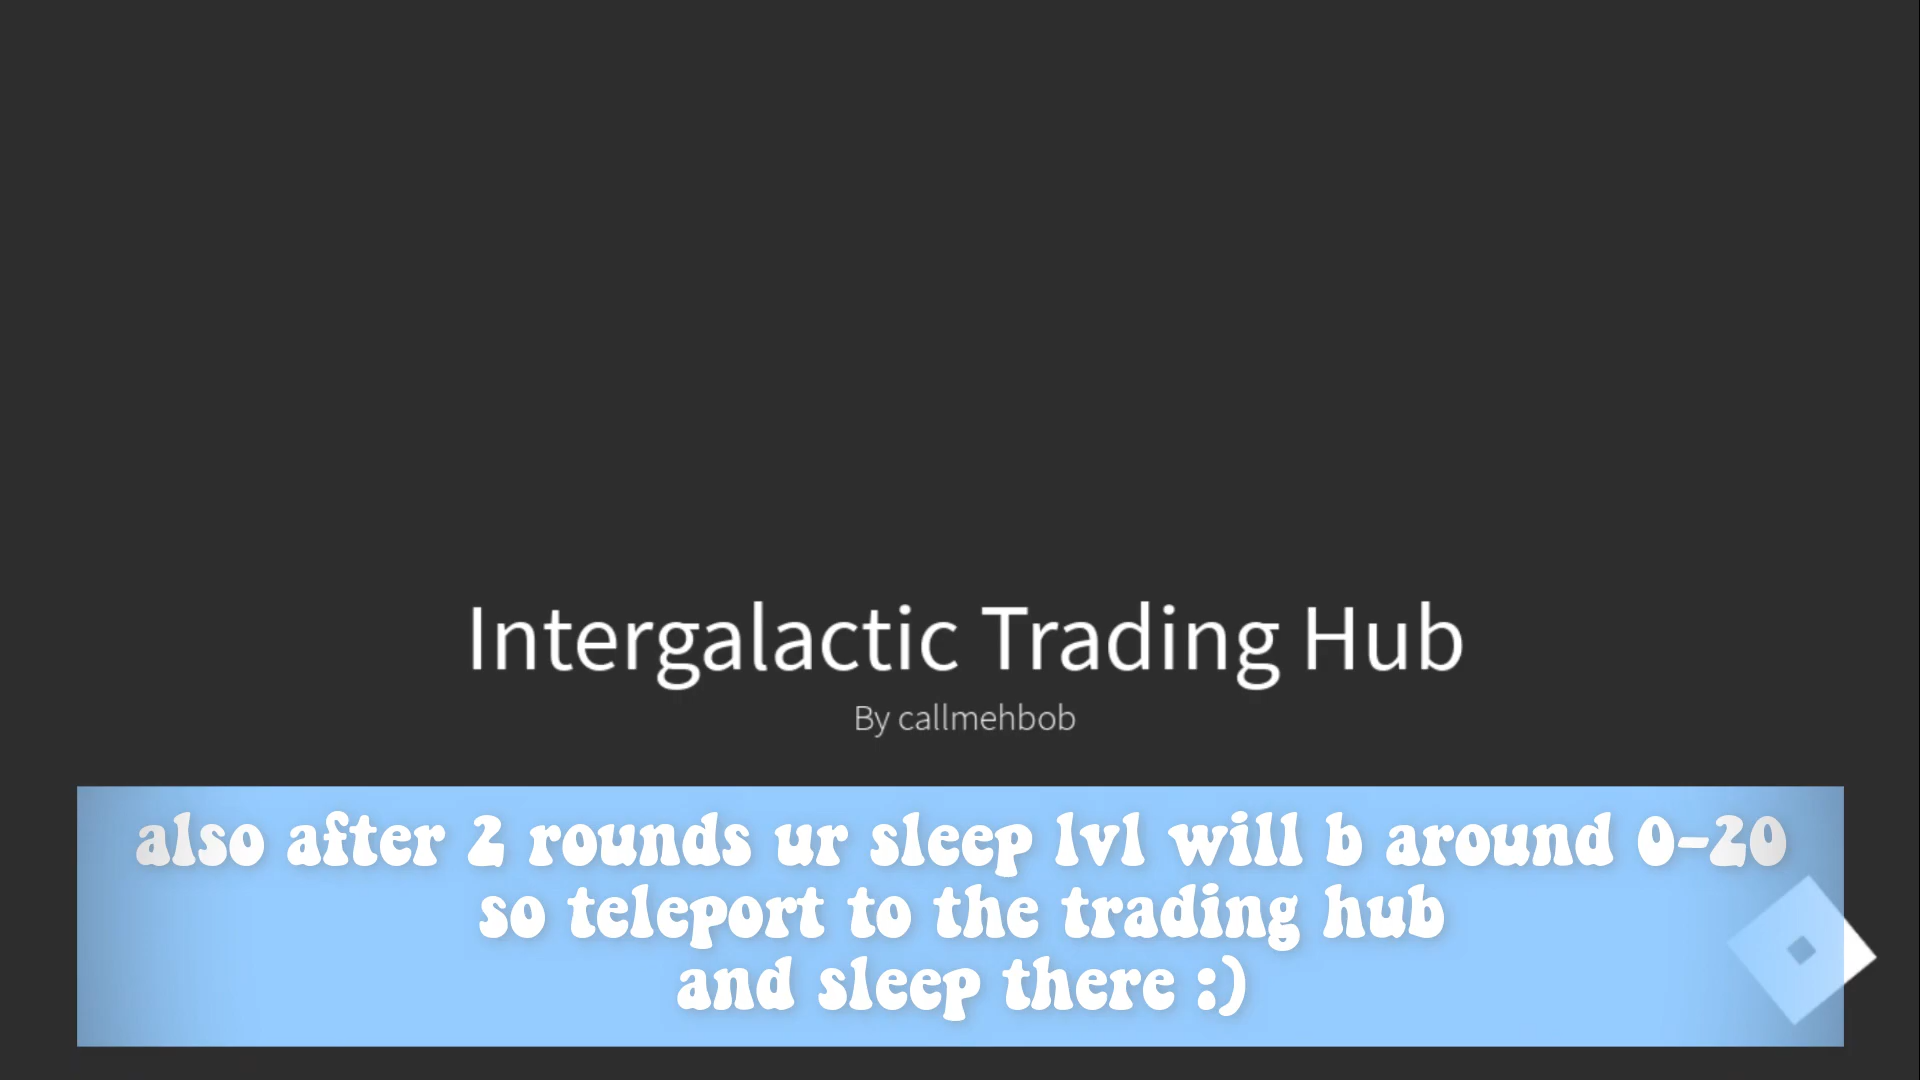 Intergalactic Trading Hub
By callmehbob
also after 2 rounds ur sleep lvl will b around 0-20
so teleport to the trading hub
and sleep there :)